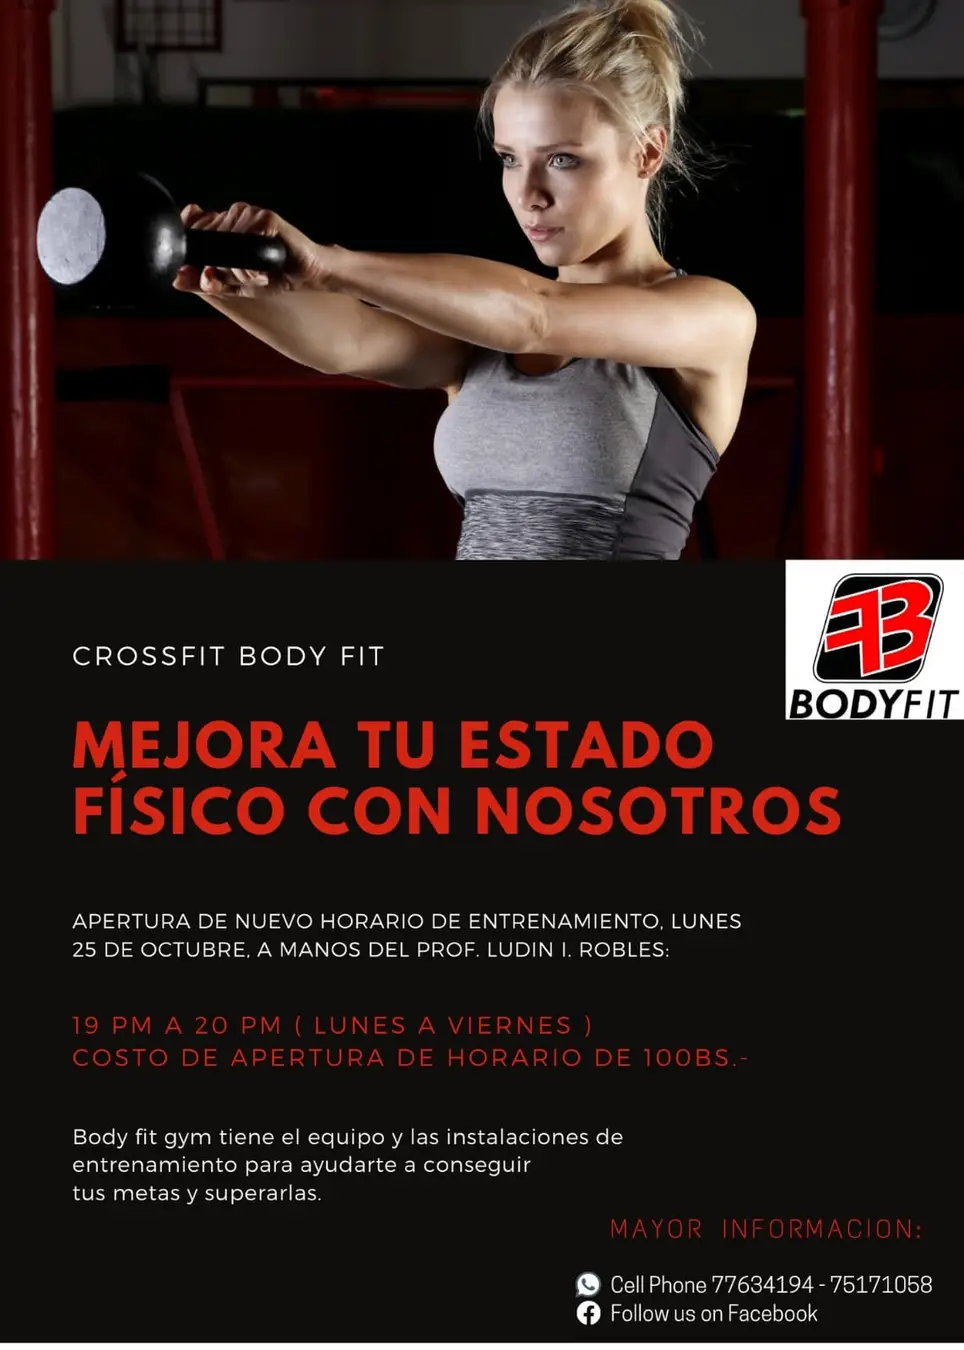 CROSSFIT BODY FIT
FB
BODYFIT
MEJORA TU ESTADO
FÍSICO CON NOSOTROS
APERTURA DE NUEVO HORARIO DE ENTRENAMIENTO, LUNES
25 DE OCTUBRE, A MANOS DEL PROF. LUDIN I. ROBLES:
19 PM A 20 PM ( LUNES A VIERNES )
COSTO DE APERTURA DE HORARIO DE 100BS.-
Body fit gym tiene el equipo y las instalaciones de
entrenamiento para ayudarte a conseguir
tus metas y superarlas.
MAYOR INFORMACION:
Cell Phone 77634194 - 75171058
Follow us on Facebook